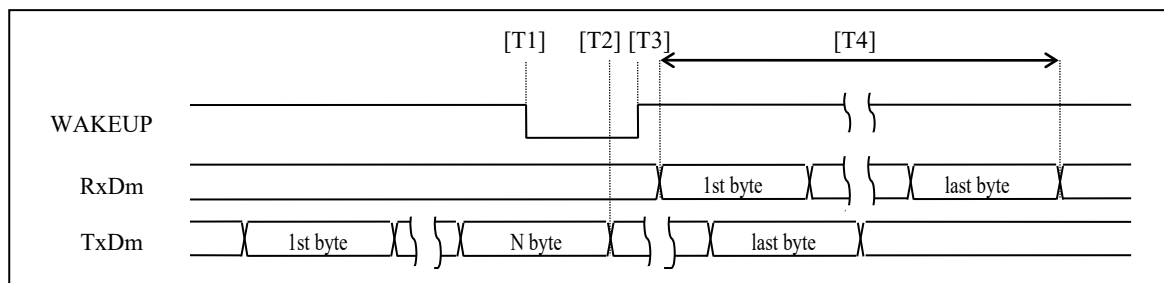 [T1] [T2] [T3] [T4]
WAKEUP
RxDm 1st byte last byte
TxDm 1st byte N byte last byte